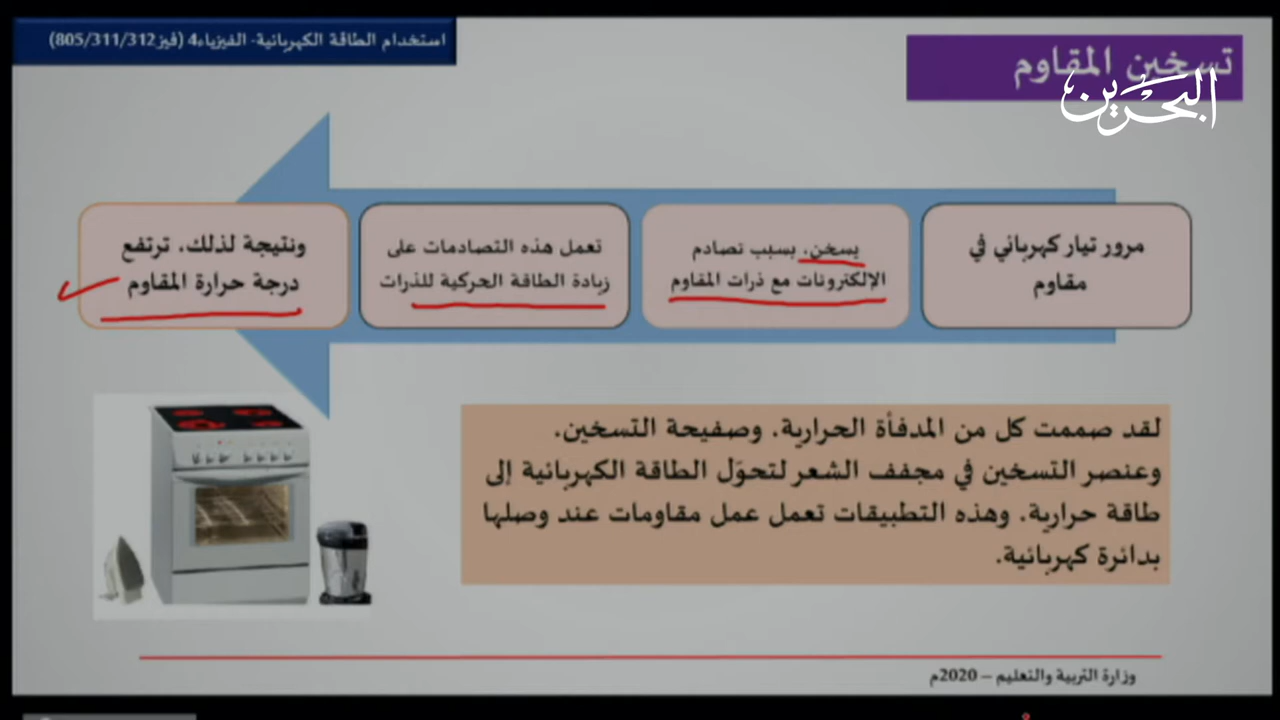 استخدام الطاقة الكهربائية- الفيزياء4 (فيز805/311/312)
تسخين المقاوم
البحرين
مرور تيار كهربائي في
مقاوم
يسخن، بسبب تصادم
الإلكترونات مع ذرات المقاوم
تعمل هذه التصادمات على
زيادة الطاقة الحركية للذرات
ونتيجة لذلك، ترتفع
درجة حرارة المقاوم
لقد صممت كل من المدفأة الحرارية، وصفيحة التسخين،
وعنصر التسخين في مجفف الشعر لتحوّل الطاقة الكهربائية إلى
طاقة حرارية، وهذه التطبيقات تعمل عمل مقاومات عند وصلها
بدائرة كهربائية.
وزارة التربية والتعليم – 2020م